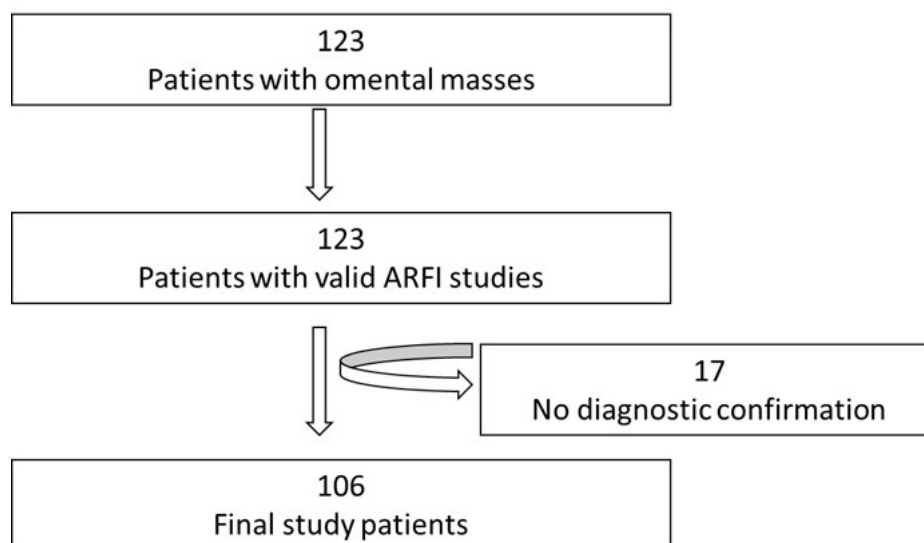 123
Patients with omental masses
123
Patients with valid ARFI studies
17
No diagnostic confirmation
106
Final study patients